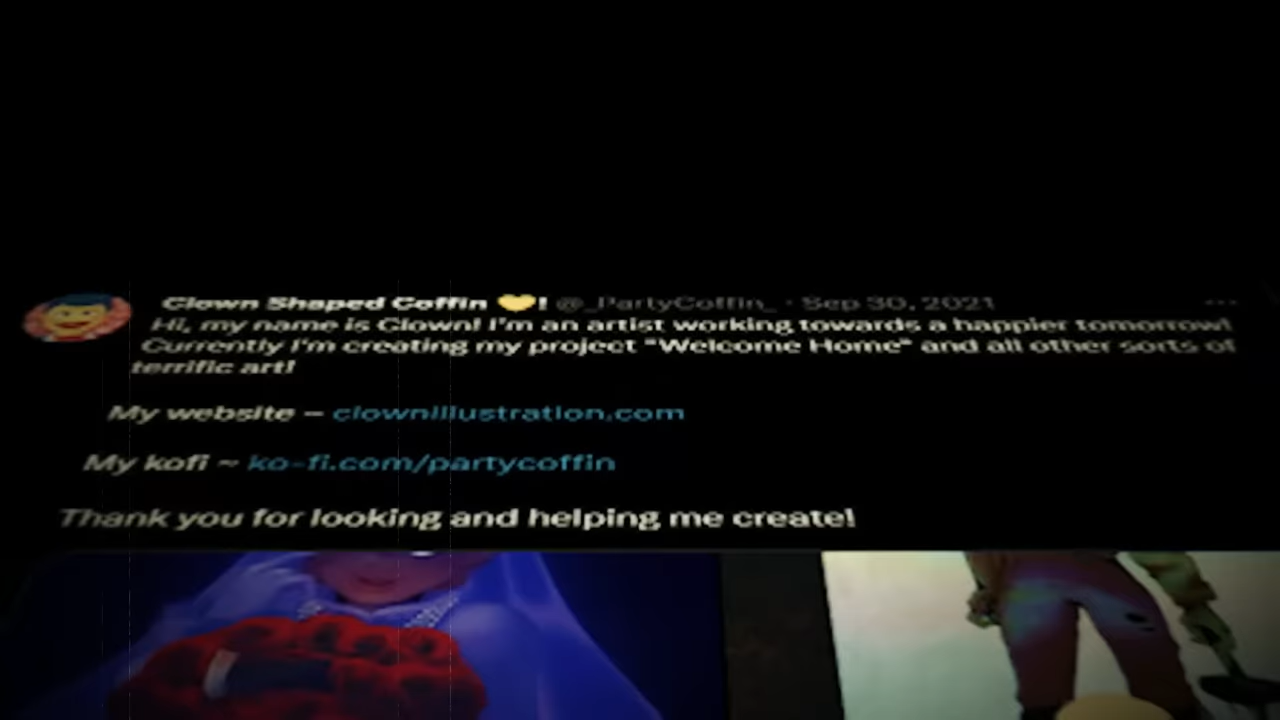 Clown Shaped Coffin 💛! @_PartyCoffin_ · Sep 30, 2021
Hi, my name is Clown! I'm an artist working towards a happier tomorrow!
Currently I'm creating my project "Welcome Home" and all other sorts of
terrific art!
My website ~ clownillustration.com
My kofi ~ ko-fi.com/partycoffin
Thank you for looking and helping me create!